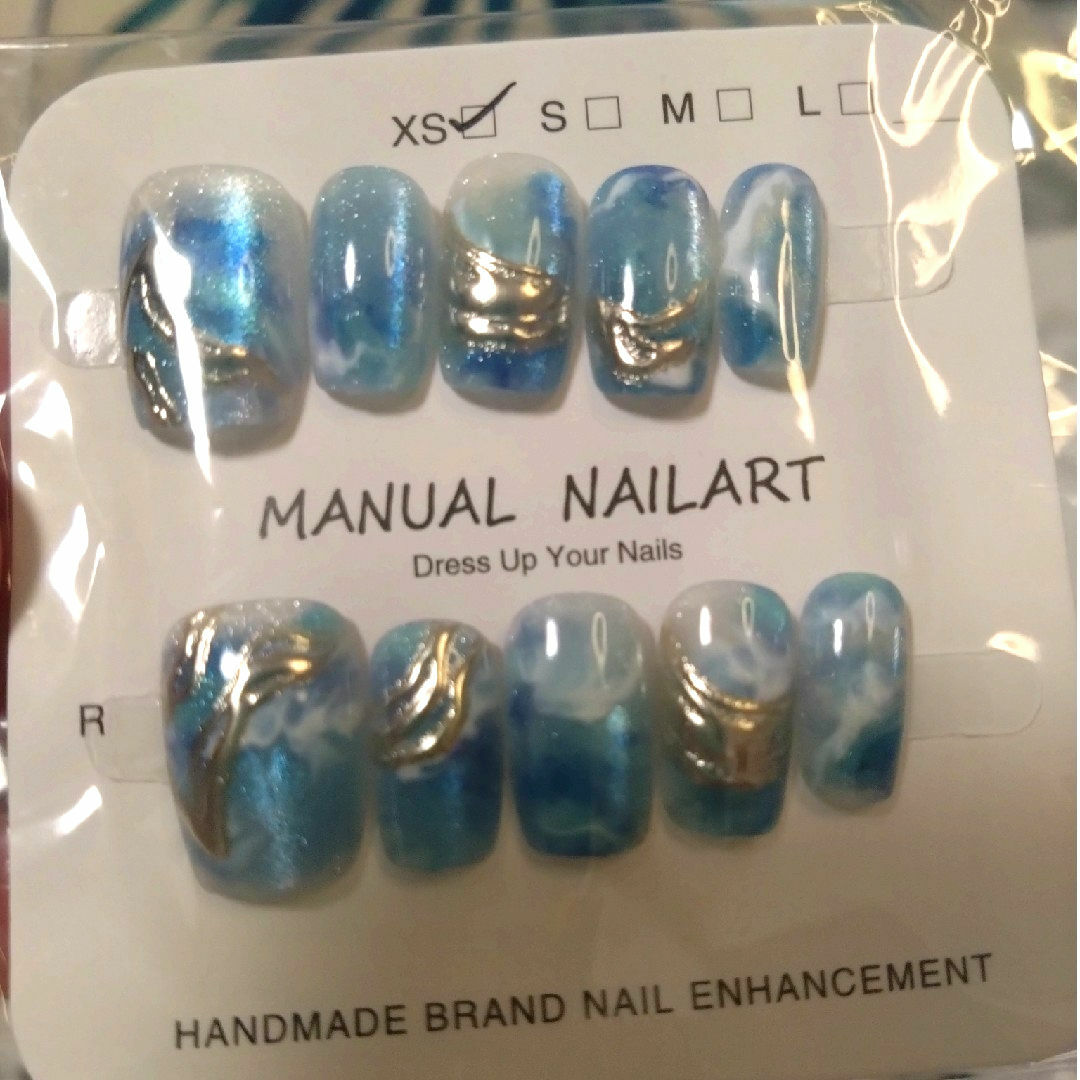 XS S M L
MANUAL NAILART
Dress Up Your Nails
R
HANDMADE BRAND NAIL ENHANCEMENT